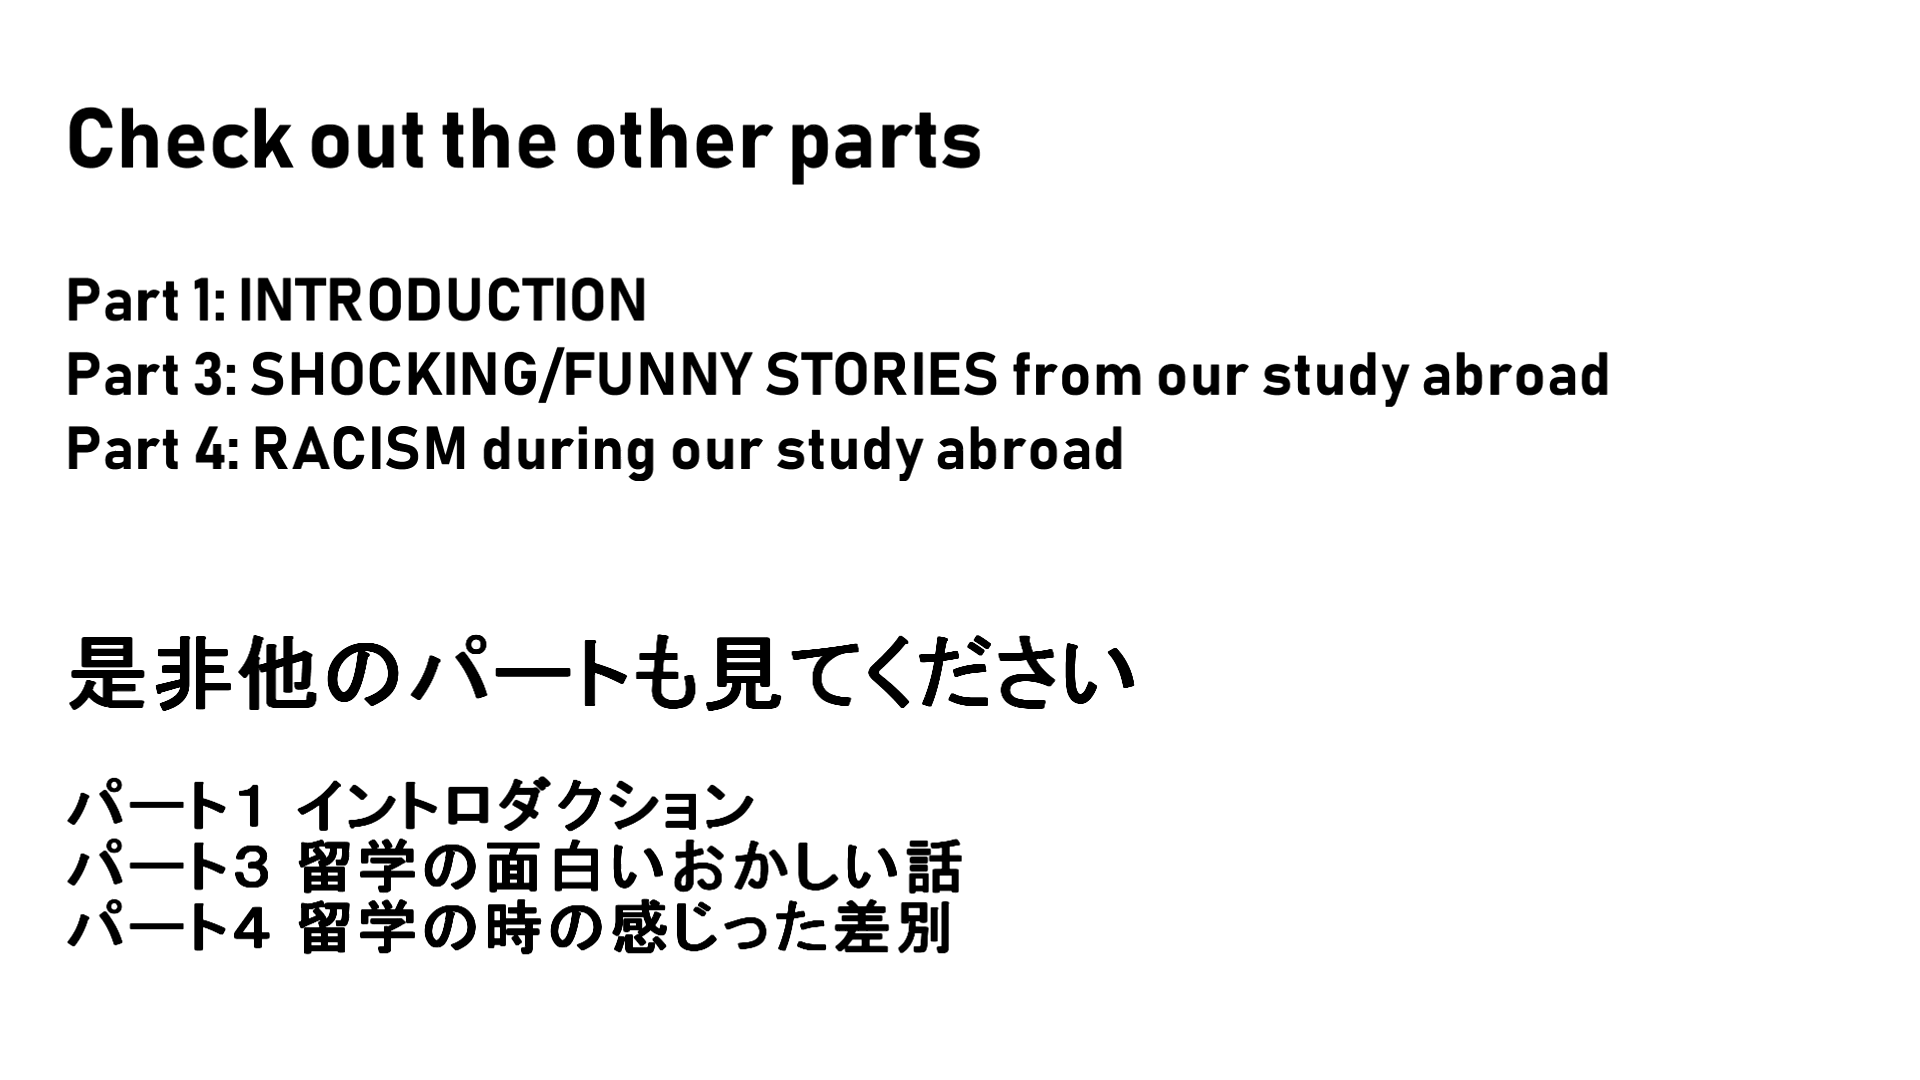 Check out the other parts
Part 1: INTRODUCTION
Part 3: SHOCKING/FUNNY STORIES from our study abroad
Part 4: RACISM during our study abroad
是非他のパートも見てください
パート１ イントロダクション
パート３ 留学の面白いおかしい話
パート４ 留学の時の感じった差別